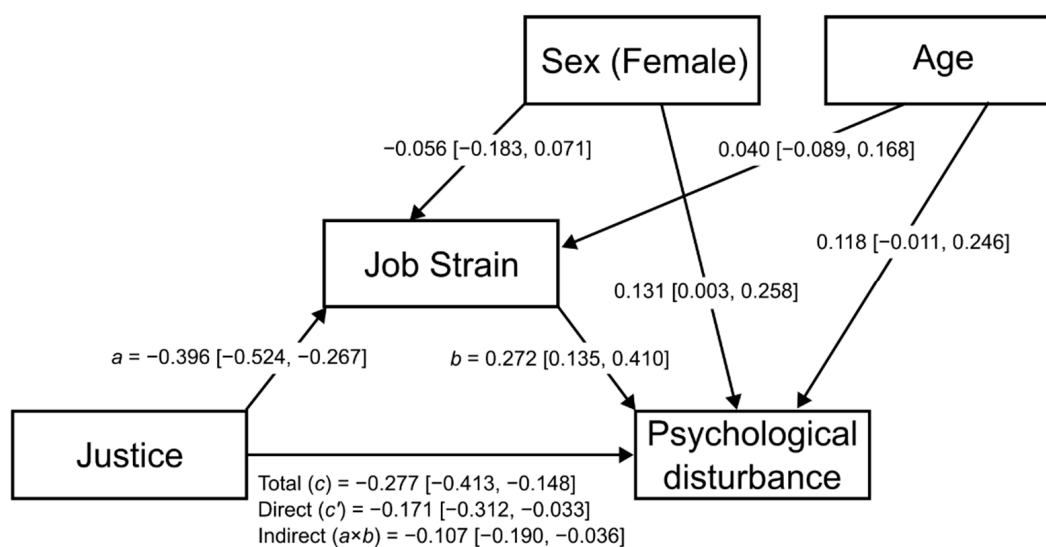 Sex (Female)
Age
−0.056 [−0.183, 0.071]
0.040 [−0.089, 0.168]
Job Strain
0.118 [−0.011, 0.246]
0.131 [0.003, 0.258]
a = −0.396 [−0.524, −0.267]
b = 0.272 [0.135, 0.410]
Justice
Psychological
disturbance
Total (c) = −0.277 [−0.413, −0.148]
Direct (c′) = −0.171 [−0.312, −0.033]
Indirect (a×b) = −0.107 [−0.190, −0.036]